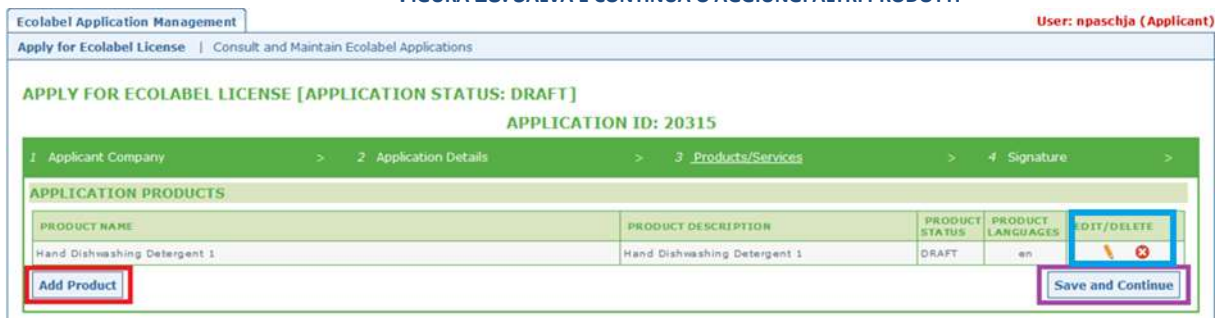 Ecolabel Application Management
User: npaschja (Applicant)
Apply for Ecolabel License | Consult and Maintain Ecolabel Applications
APPLY FOR ECOLABEL LICENSE [APPLICATION STATUS: DRAFT]
APPLICATION ID: 20315
1 Applicant Company > 2 Application Details > 3 Products/Services > 4 Signature >
APPLICATION PRODUCTS
PRODUCT NAME PRODUCT DESCRIPTION PRODUCT STATUS PRODUCT LANGUAGES EDIT/DELETE
Hand Dishwashing Detergent 1 Hand Dishwashing Detergent 1 DRAFT en
Add Product Save and Continue